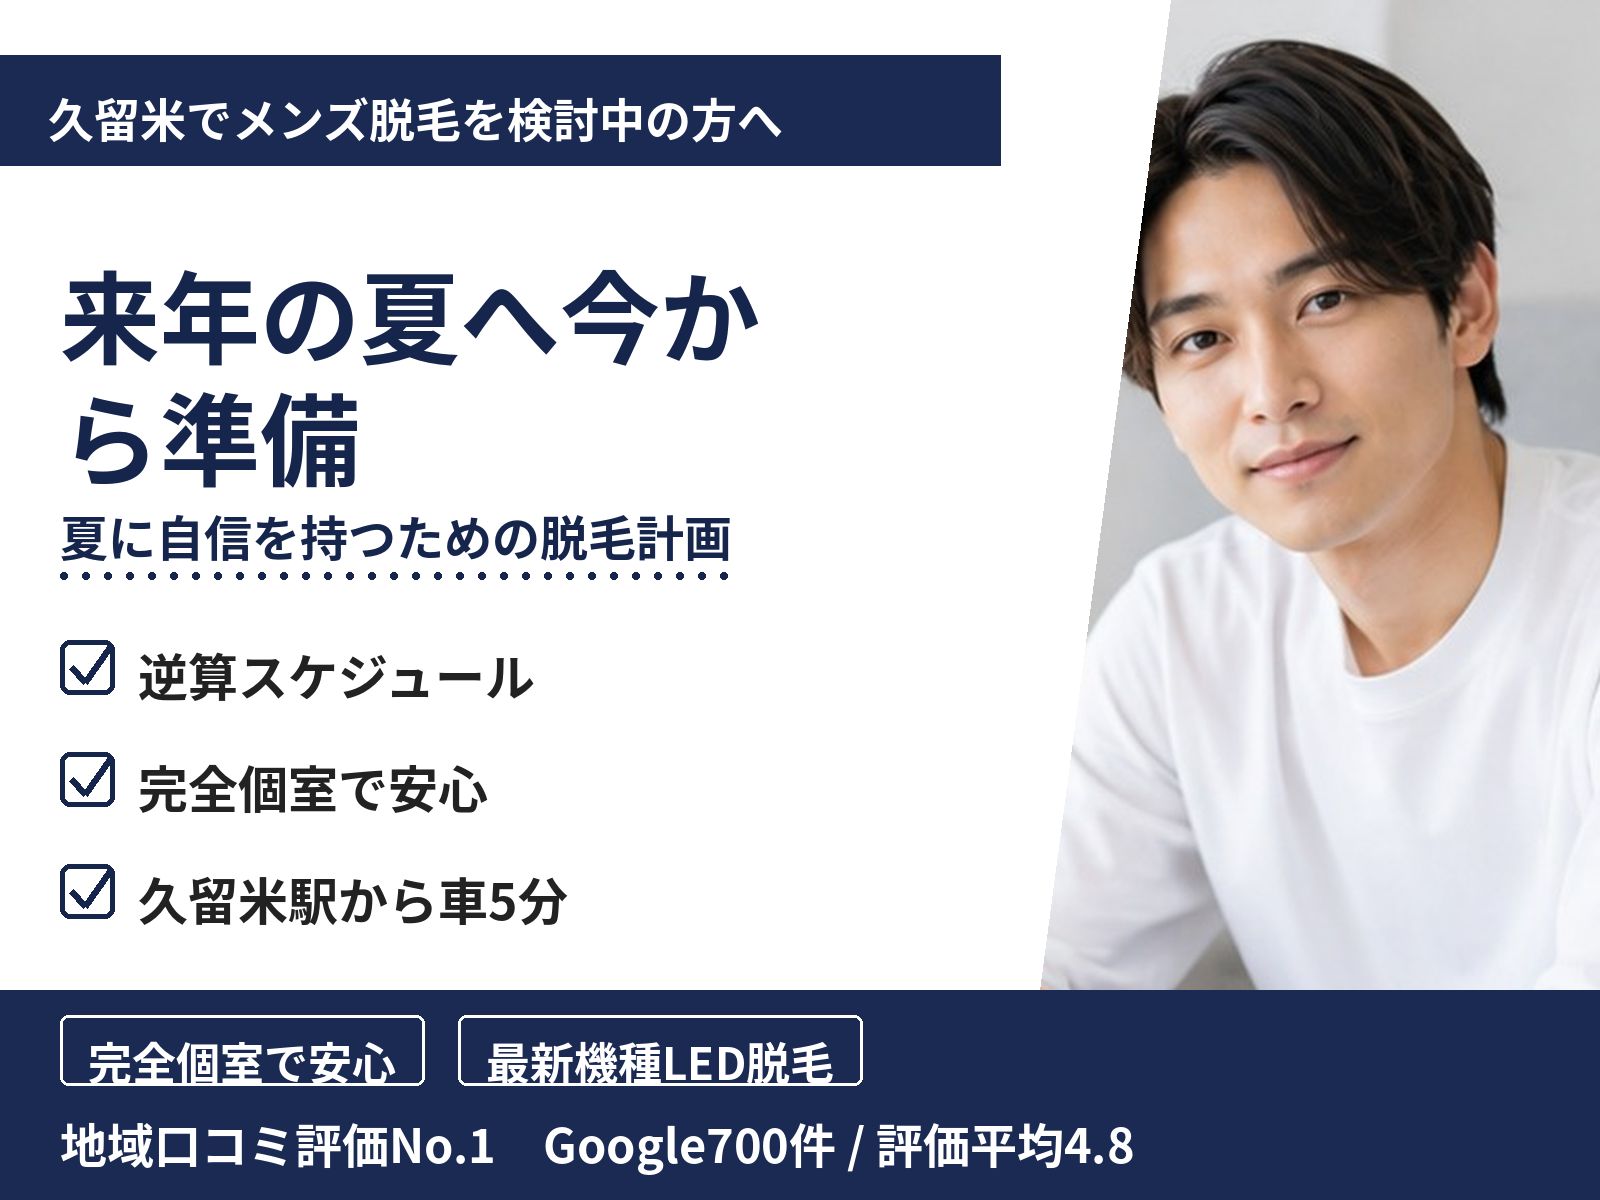 久留米でメンズ脱毛を検討中の方へ
来年の夏へ今か
ら準備
夏に自信を持つための脱毛計画
逆算スケジュール
完全個室で安心
久留米駅から車5分
完全個室で安心
最新機種LED脱毛
地域口コミ評価No.1　Google700件 / 評価平均4.8